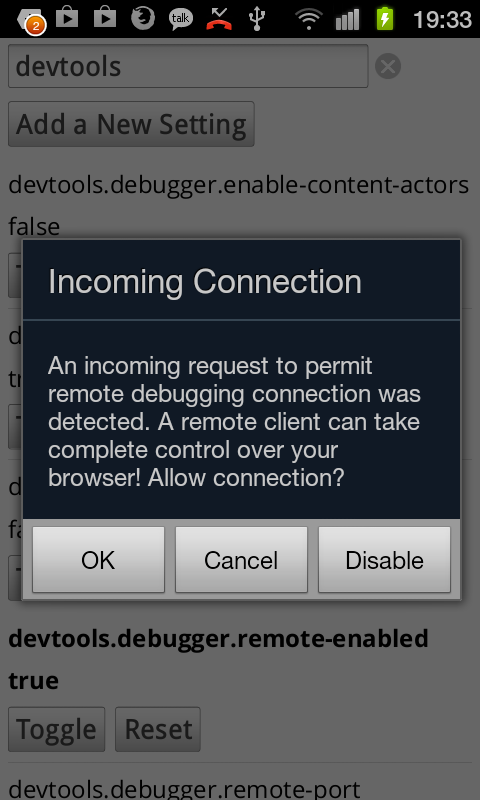 2
talk
19:33
devtools
Add a New Setting
devtools.debugger.enable-content-actors
false
Incoming Connection
An incoming request to permit
remote debugging connection was
detected. A remote client can take
complete control over your
browser! Allow connection?
OK
Cancel
Disable
devtools.debugger.remote-enabled
true
Toggle
Reset
devtools.debugger.remote-port